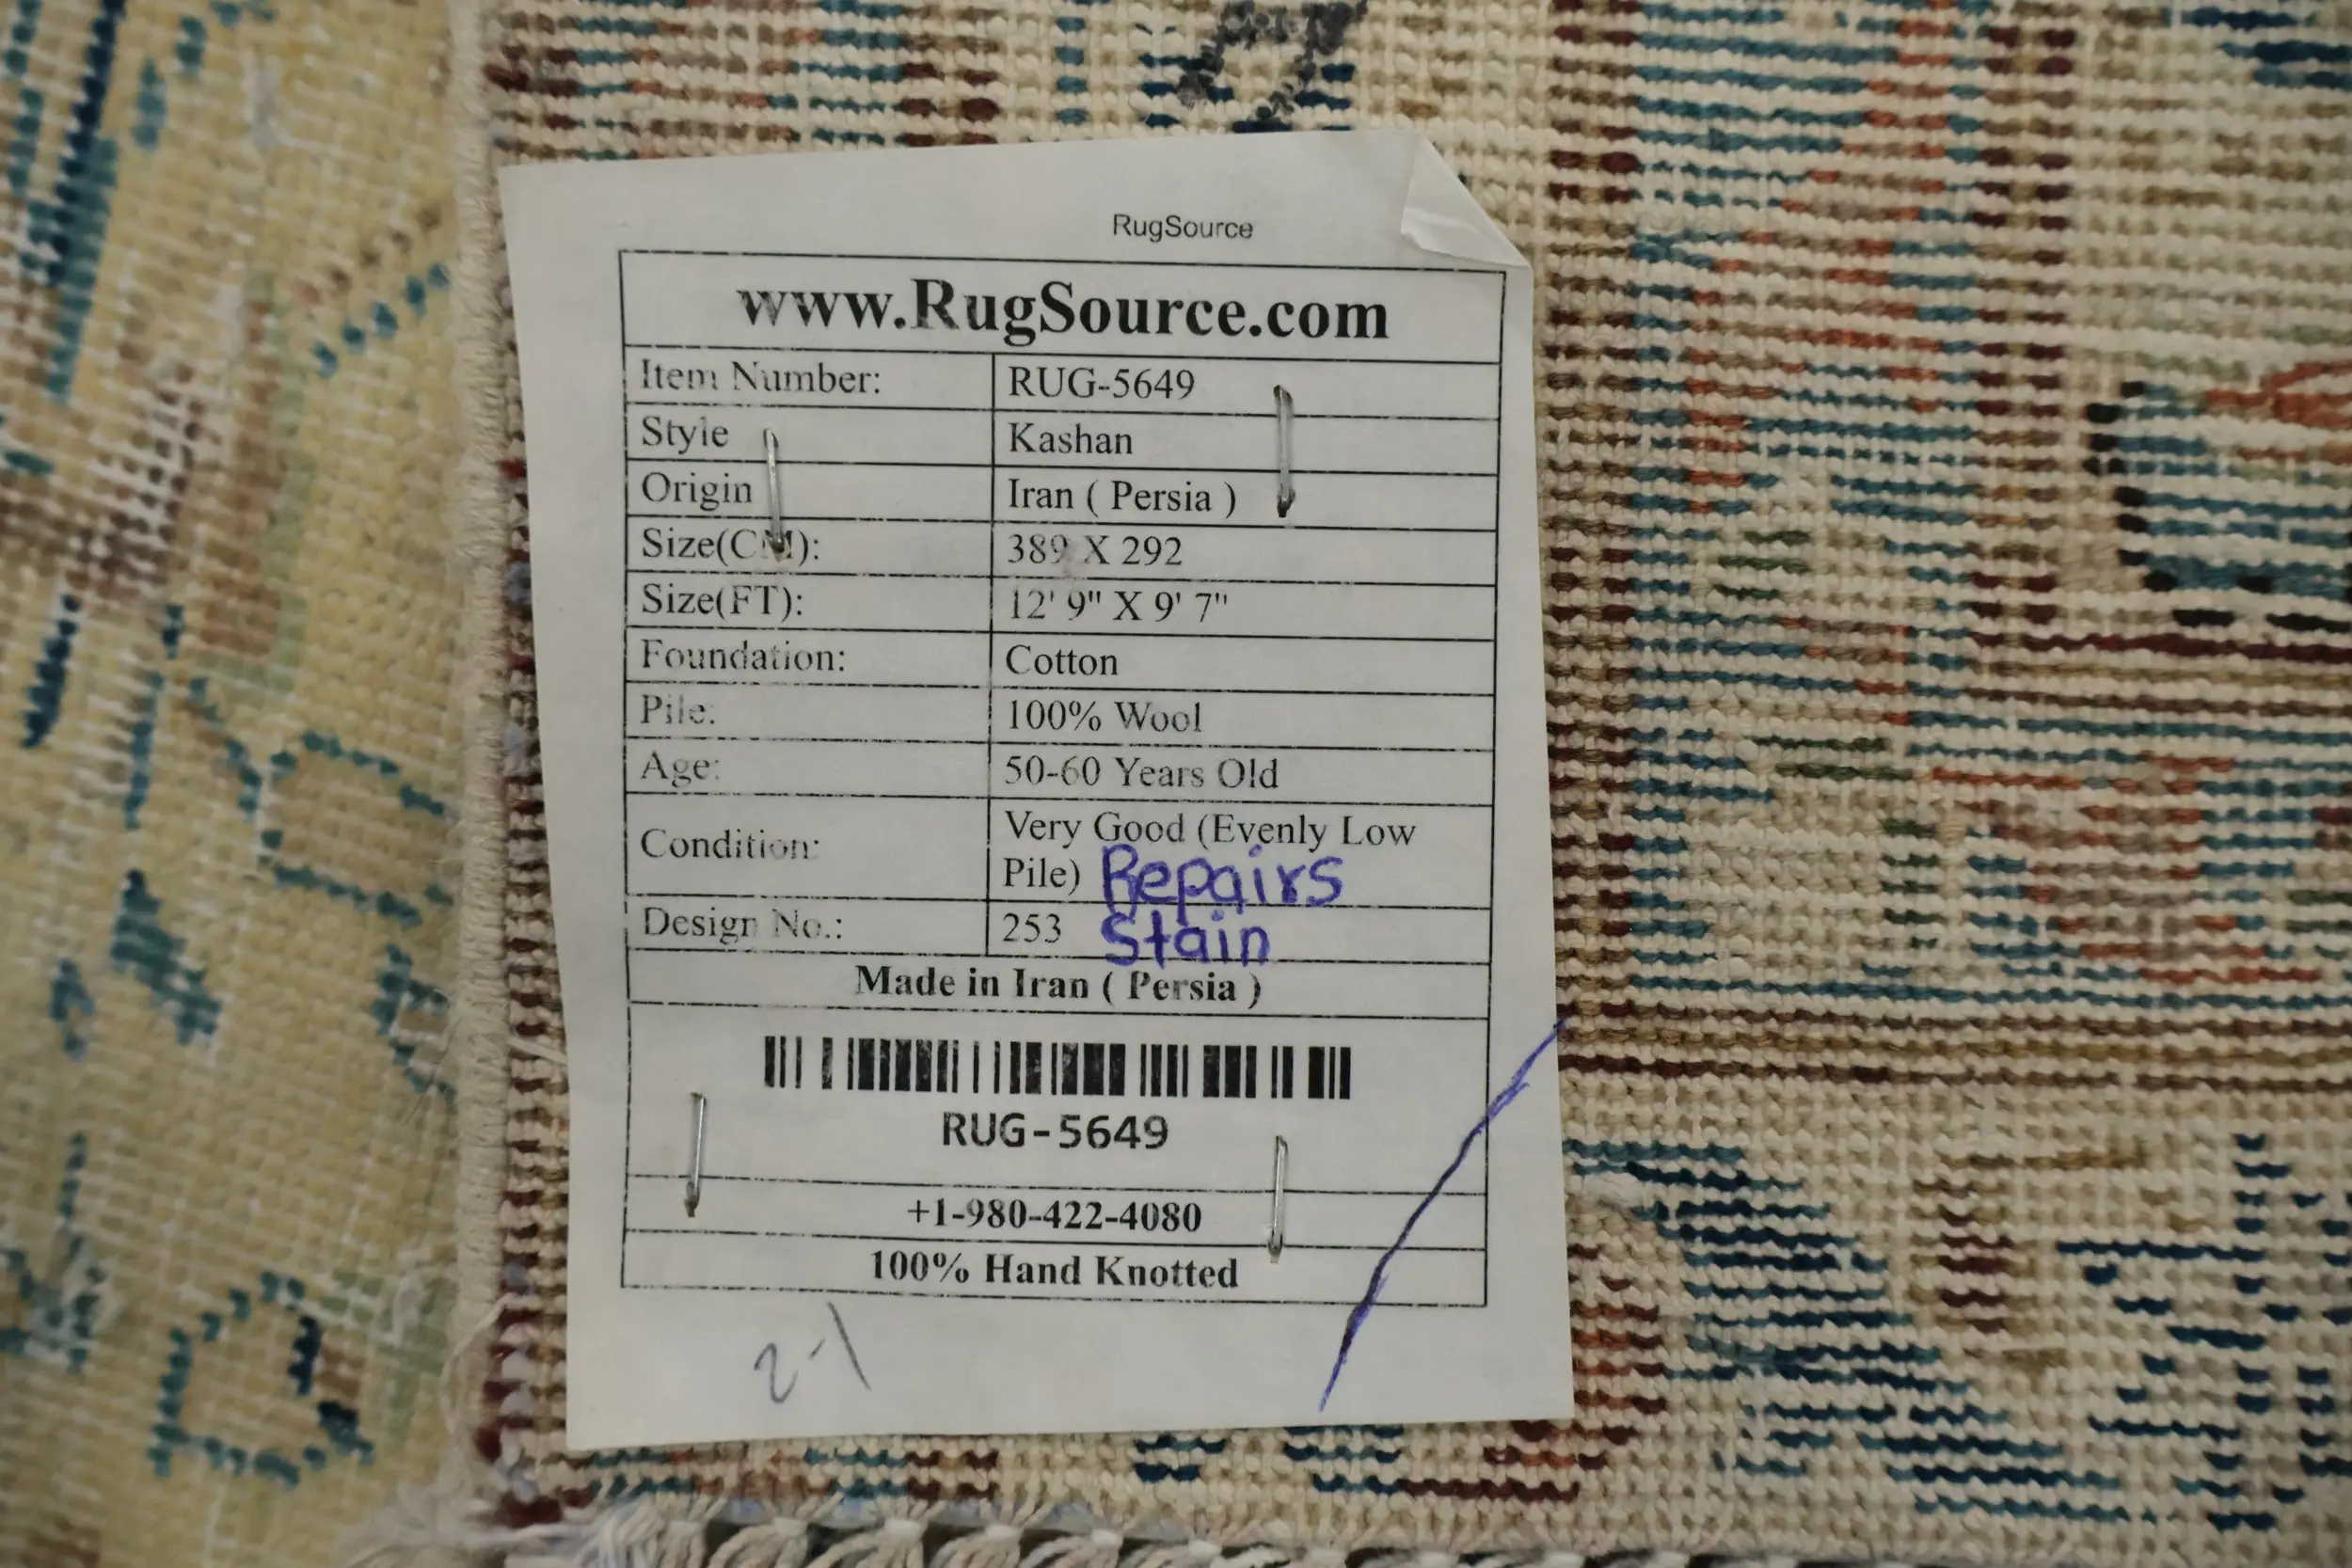 RugSource
www.RugSource.com
Item Number: RUG-5649
Style Kashan
Origin Iran ( Persia )
Size(CM): 389 X 292
Size(FT): 12' 9" X 9' 7"
Foundation: Cotton
Pile: 100% Wool
Age: 50-60 Years Old
Condition: Very Good (Evenly Low
Pile) Repairs
Design No.: 253 Stain
Made in Iran ( Persia )
RUG-5649
+1-980-422-4080
100% Hand Knotted
2-1